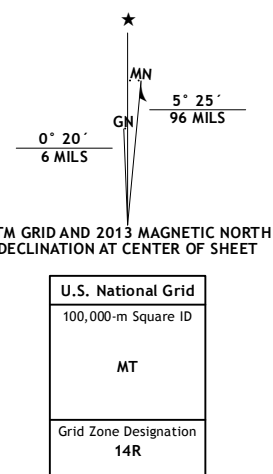 ★
MN
GN
5° 25´
96 MILS
0° 20´
6 MILS
TM GRID AND 2013 MAGNETIC NORTH
DECLINATION AT CENTER OF SHEET
U.S. National Grid
100,000-m Square ID
MT
Grid Zone Designation
14R